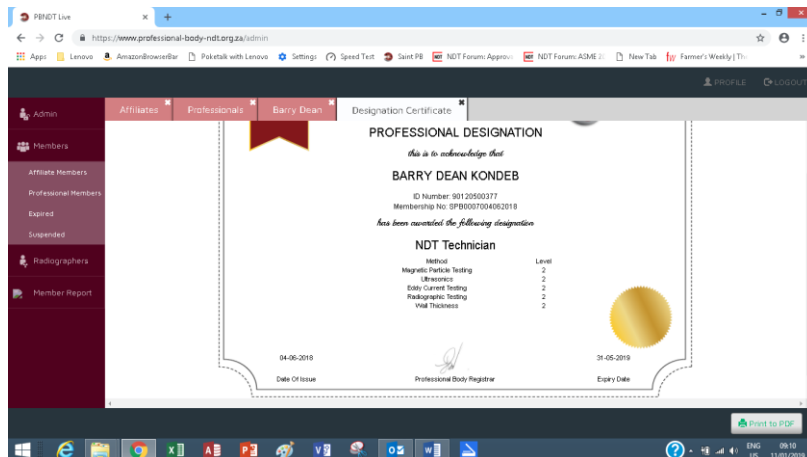 PBNDT Live
https://www.professional-body-ndt.org.za/admin
Apps Lenovo AmazonBrowserBar Poketalk with Lenovo Settings Speed Test Saint PB NDT Forum: Approv NDT Forum: ASME New Tab Farmer's Weekly | Th
PROFILE LOGOUT
Affiliates Professionals Barry Dean Designation Certificate
Admin
Members
Affiliate Members
Professional Members
Expired
Suspended
Radiographers
Member Report
PROFESSIONAL DESIGNATION
this is to acknowledge that
BARRY DEAN KONDEB
ID Number: 90120500377
Membership No: SPB0007004062018
has been awarded the following designation
NDT Technician
Method Level
Magnetic Particle Testing 2
Ultrasonics 2
Eddy Current Testing 2
Radiographic Testing 2
Wall Thickness 2
04-06-2018 31-05-2019
Date Of Issue Professional Body Registrar Expiry Date
Print to PDF
ENG 09:10
US 11/01/2019